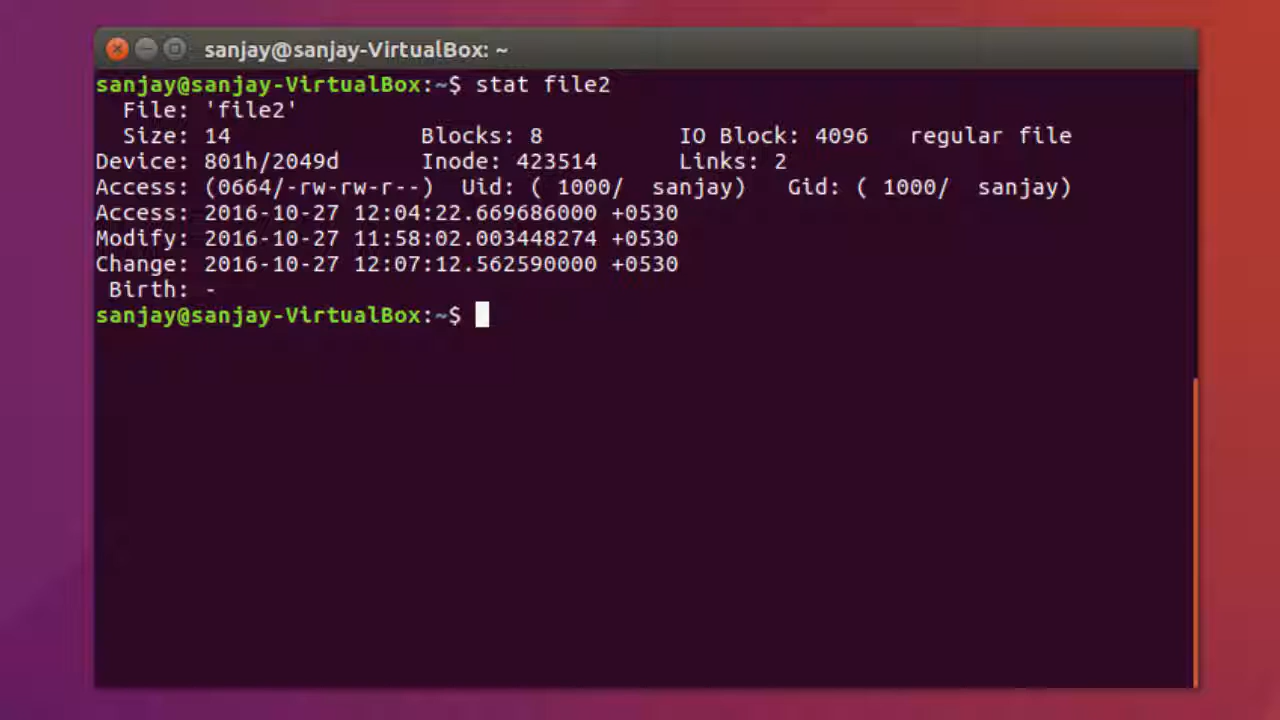 sanjay@sanjay-VirtualBox: ~
sanjay@sanjay-VirtualBox:~$ stat file2
  File: 'file2'
  Size: 14              Blocks: 8          IO Block: 4096   regular file
Device: 801h/2049d      Inode: 423514      Links: 2
Access: (0664/-rw-rw-r--)  Uid: ( 1000/  sanjay)   Gid: ( 1000/  sanjay)
Access: 2016-10-27 12:04:22.669686000 +0530
Modify: 2016-10-27 11:58:02.003448274 +0530
Change: 2016-10-27 12:07:12.562590000 +0530
 Birth: -
sanjay@sanjay-VirtualBox:~$